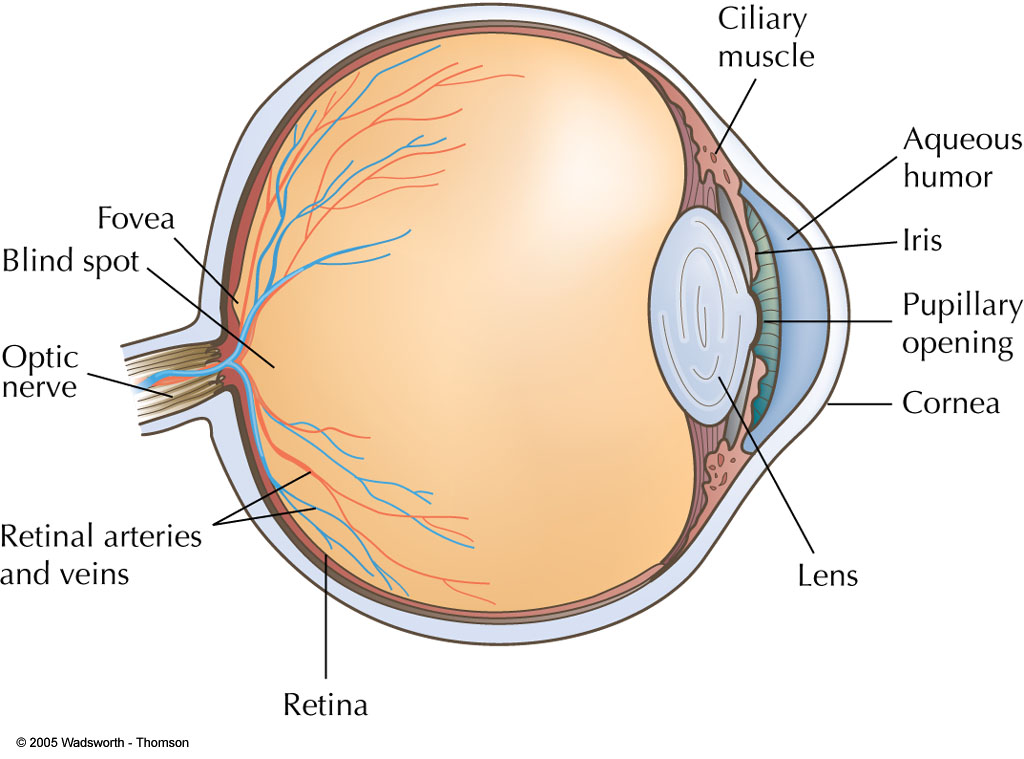 Ciliary
muscle
Aqueous
humor
Fovea
Iris
Blind spot
Pupillary
opening
Optic
nerve
Cornea
Retinal arteries
and veins
Lens
Retina
© 2005 Wadsworth - Thomson